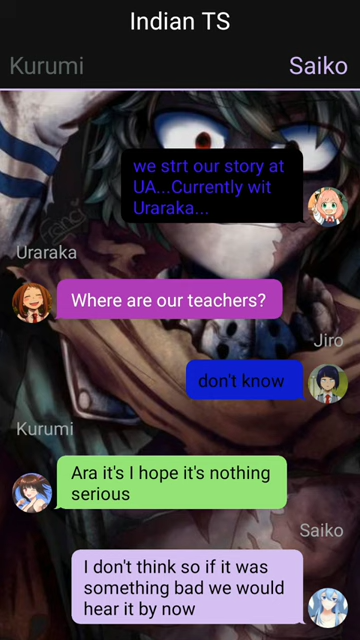 Indian TS
Kurumi
Saiko
we strt our story at
UA...Currently wit
Uraraka...
Uraraka
Where are our teachers?
Jiro
don't know
Kurumi
Ara it's I hope it's nothing
serious
Saiko
I don't think so if it was
something bad we would
hear it by now